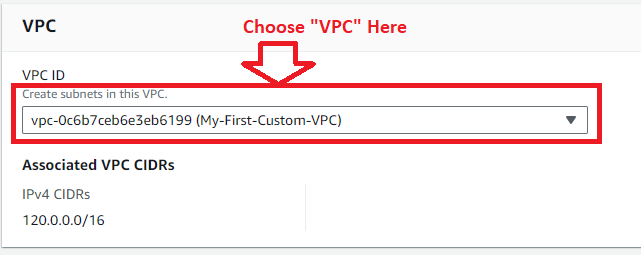 VPC
Choose "VPC" Here
VPC ID
Create subnets in this VPC.
vpc-0c6b7ceb6e3eb6199 (My-First-Custom-VPC)
Associated VPC CIDRs
IPv4 CIDRs
120.0.0.0/16